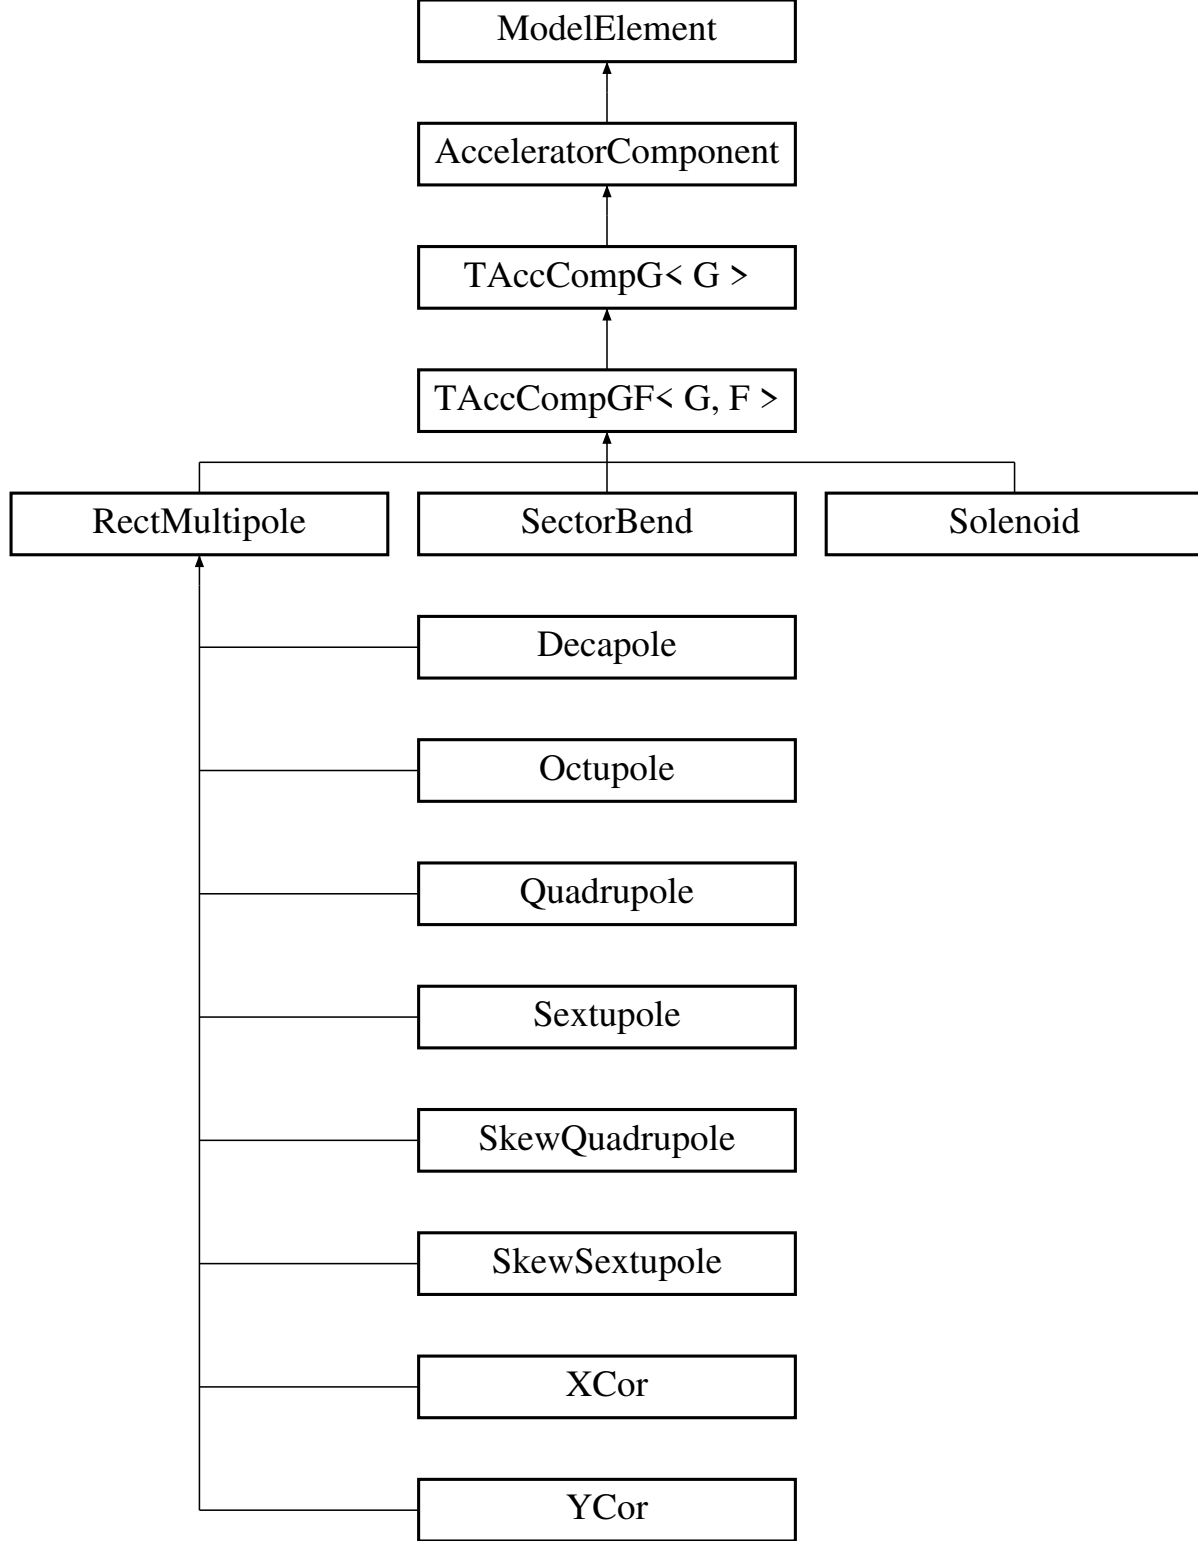 ModelElement
AcceleratorComponent
TAccCompG< G >
TAccCompGF< G, F >
RectMultipole
SectorBend
Solenoid
Decapole
Octupole
Quadrupole
Sextupole
SkewQuadrupole
SkewSextupole
XCor
YCor